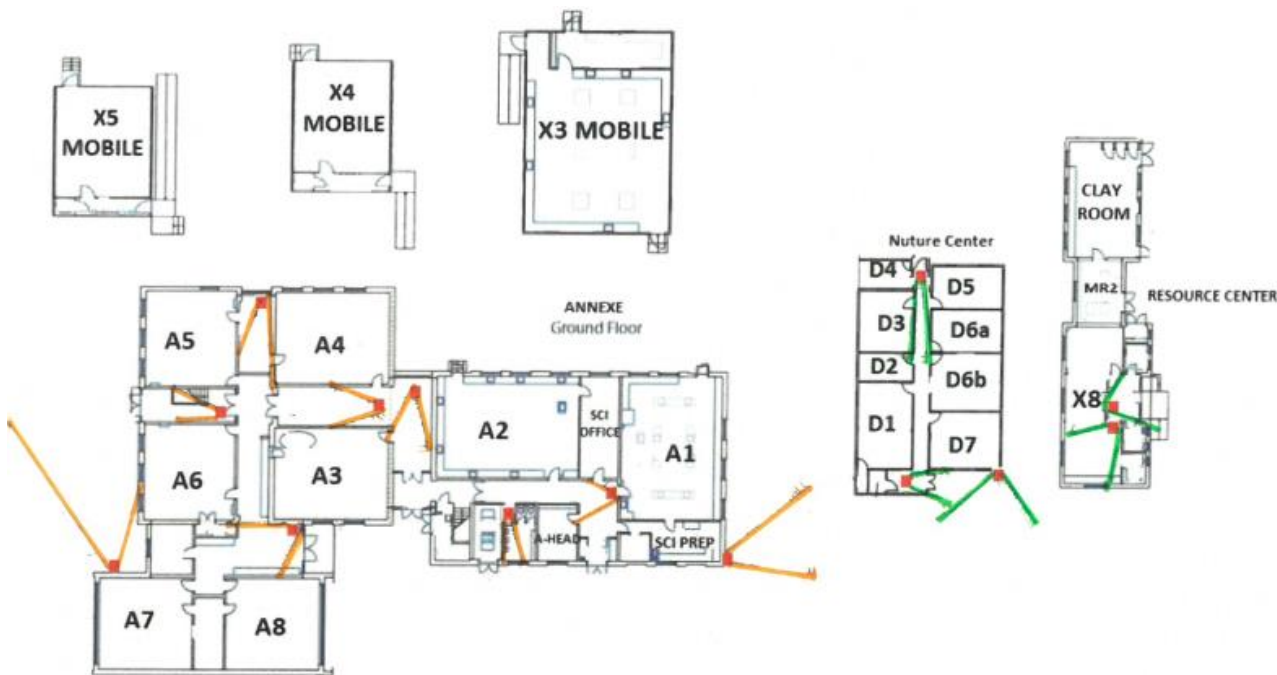 X5
MOBILE
X4
MOBILE
X3 MOBILE
CLAY
ROOM
Nuture Center
D4
D5
MR2
RESOURCE CENTER
ANNEXE
Ground Floor
D3
D6a
A5
A4
D2
D6b
X8
A2
SCI
OFFICE
A1
D1
D7
A6
A3
A-HEAD
SCI PREP
A7
A8